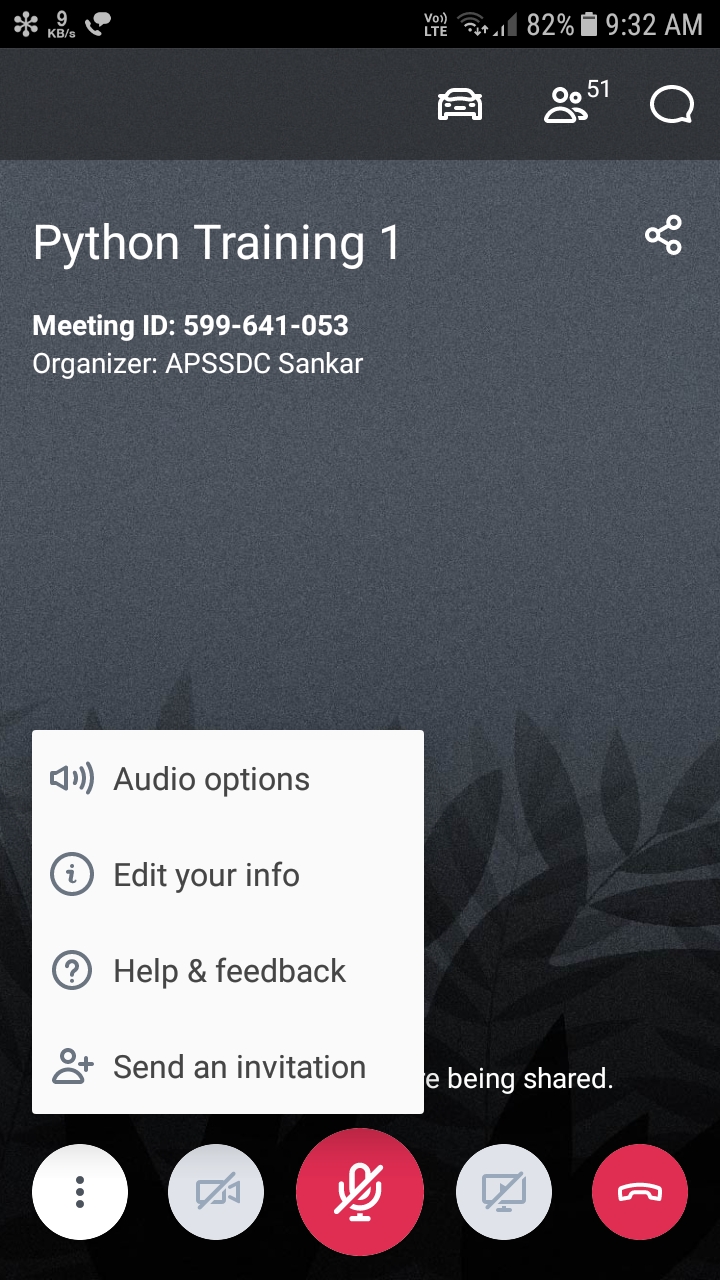 9
KB/s
Vo))
LTE
82%
9:32 AM
51
Python Training 1
Meeting ID: 599-641-053
Organizer: APSSDC Sankar
Audio options
Edit your info
Help & feedback
Send an invitation
being shared.